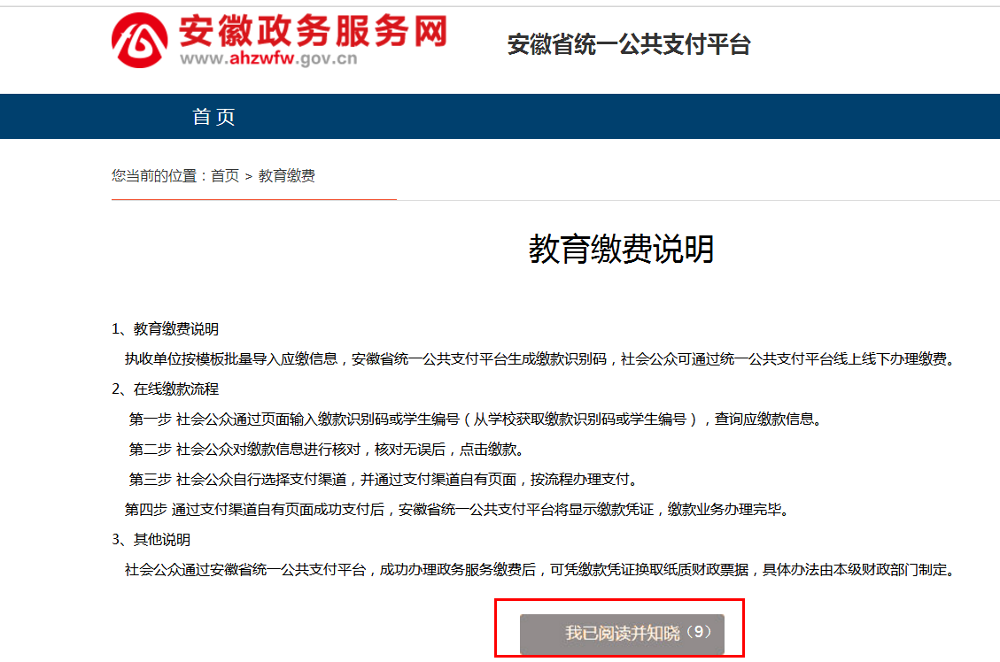 安徽政务服务网
www.ahzwfw.gov.cn
安徽省统一公共支付平台
首页
您当前的位置：首页 > 教育缴费
教育缴费说明
1、教育缴费说明
执收单位按模板批量导入应缴信息，安徽省统一公共支付平台生成缴款识别码，社会公众可通过统一公共支付平台线上线下办理缴费。
2、在线缴款流程
第一步 社会公众通过页面输入缴款识别码或学生编号（从学校获取缴款识别码或学生编号），查询应缴款信息。
第二步 社会公众对缴款信息进行核对，核对无误后，点击缴款。
第三步 社会公众自行选择支付渠道，并通过支付渠道自有页面，按流程办理支付。
第四步 通过支付渠道自有页面成功支付后，安徽省统一公共支付平台将显示缴款凭证，缴款业务办理完毕。
3、其他说明
社会公众通过安徽省统一公共支付平台，成功办理政务服务缴费后，可凭缴款凭证换取纸质财政票据，具体办法由本级财政部门制定。
我已阅读并知晓（9）